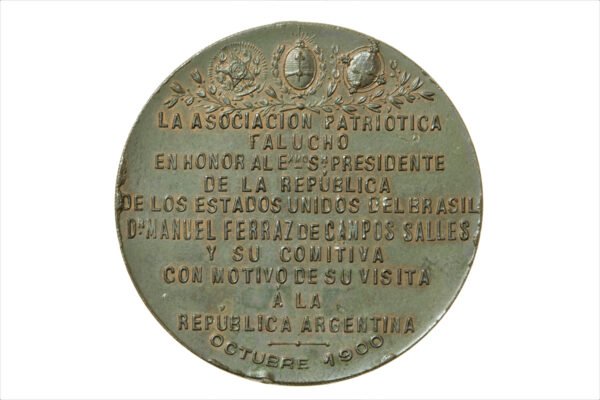 LA ASOCIACION PATRIÓTICA
FALUCHO
EN HONOR AL EXMO SR. PRESIDENTE
DE LA REPÚBLICA
DE LOS ESTADOS UNIDOS DEL BRASIL
DR. MANUEL FERRAZ DE CAMPOS SALLES
Y SU COMITIVA
CON MOTIVO DE SU VISITA
Á LA
REPÚBLICA ARGENTINA
OCTUBRE 1900